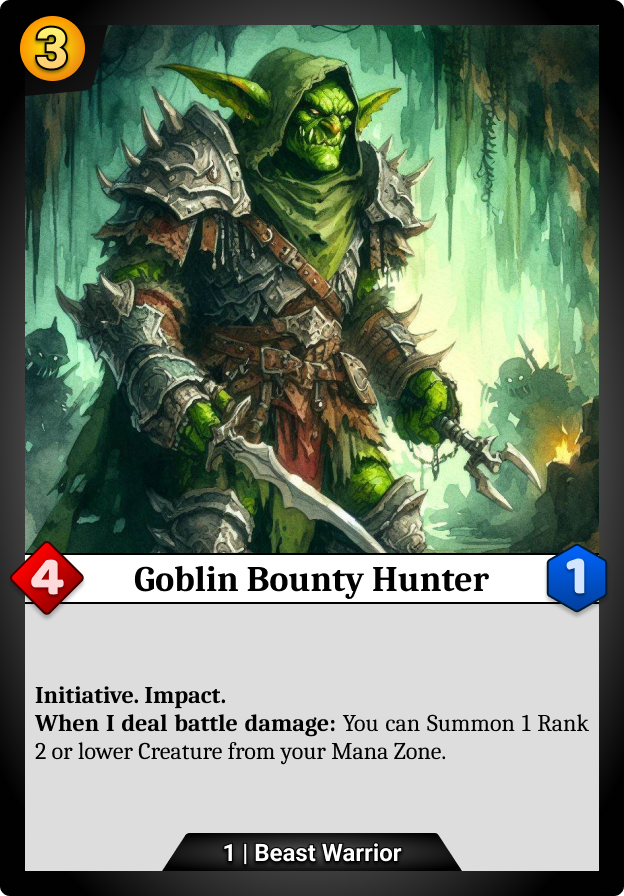 3
4
Goblin Bounty Hunter
1
Initiative. Impact.
When I deal battle damage: You can Summon 1 Rank
2 or lower Creature from your Mana Zone.
1 | Beast Warrior